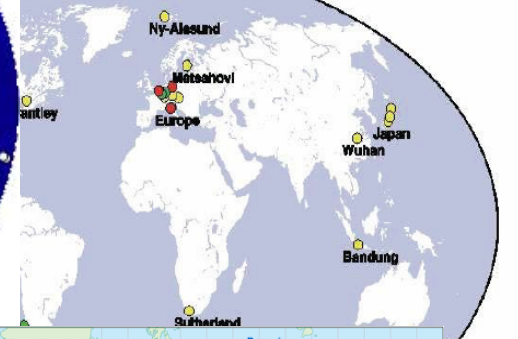 Ny-Alesund
Metsahovi
antley
Europe
Japan
Wuhan
Bandung
Sutherland